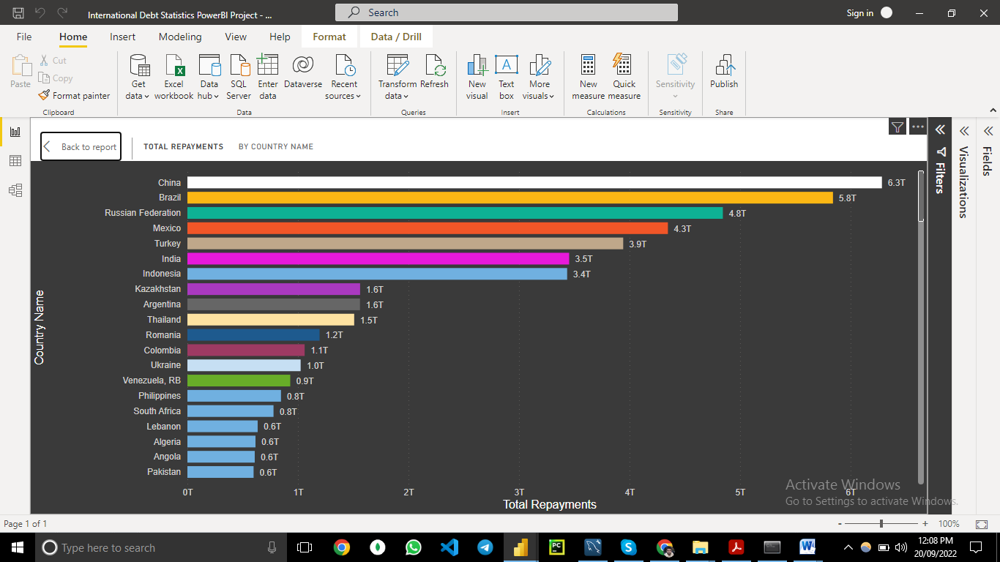 International Debt Statistics PowerBI Project - ...
Search
Sign in
File Home Insert Modeling View Help Format Data / Drill
Paste
Cut
Copy
Format painter
Clipboard
Get data
Excel workbook
Data hub
SQL Server
Enter data
Dataverse
Recent sources
Data
Transform data
Refresh
Queries
New visual
Text box
More visuals
Insert
New measure
Quick measure
Calculations
Sensitivity
Sensitivity
Publish
Share
Back to report
TOTAL REPAYMENTS BY COUNTRY NAME
Filters
Visualizations
Fields
Country Name
China 6.3T
Brazil 5.8T
Russian Federation 4.8T
Mexico 4.3T
Turkey 3.9T
India 3.5T
Indonesia 3.4T
Kazakhstan 1.6T
Argentina 1.6T
Thailand 1.5T
Romania 1.2T
Colombia 1.1T
Ukraine 1.0T
Venezuela, RB 0.9T
Philippines 0.8T
South Africa 0.8T
Lebanon 0.6T
Algeria 0.6T
Angola 0.6T
Pakistan 0.6T
0T 1T 2T 3T 4T 5T 6T
Total Repayments
Activate Windows
Go to Settings to activate Windows.
Page 1 of 1
- + 100%
Type here to search
12:08 PM
20/09/2022